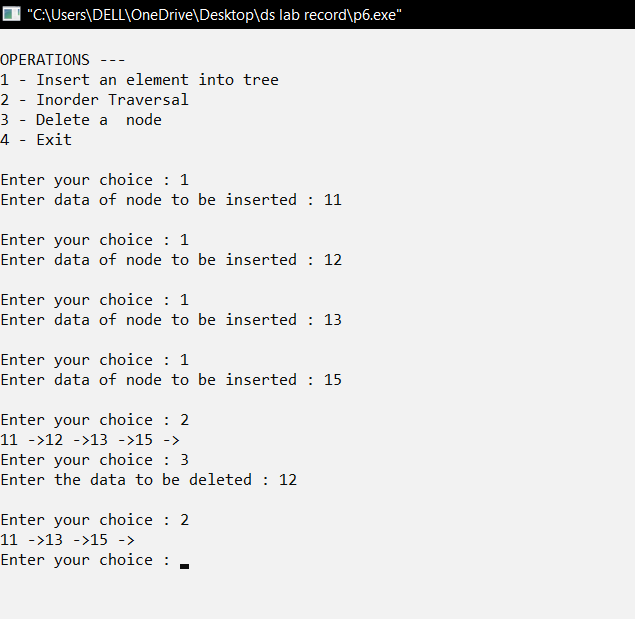 "C:\Users\DELL\OneDrive\Desktop\ds lab record\p6.exe"
OPERATIONS ---
1 - Insert an element into tree
2 - Inorder Traversal
3 - Delete a  node
4 - Exit
Enter your choice : 1
Enter data of node to be inserted : 11
Enter your choice : 1
Enter data of node to be inserted : 12
Enter your choice : 1
Enter data of node to be inserted : 13
Enter your choice : 1
Enter data of node to be inserted : 15
Enter your choice : 2
11 ->12 ->13 ->15 ->
Enter your choice : 3
Enter the data to be deleted : 12
Enter your choice : 2
11 ->13 ->15 ->
Enter your choice :